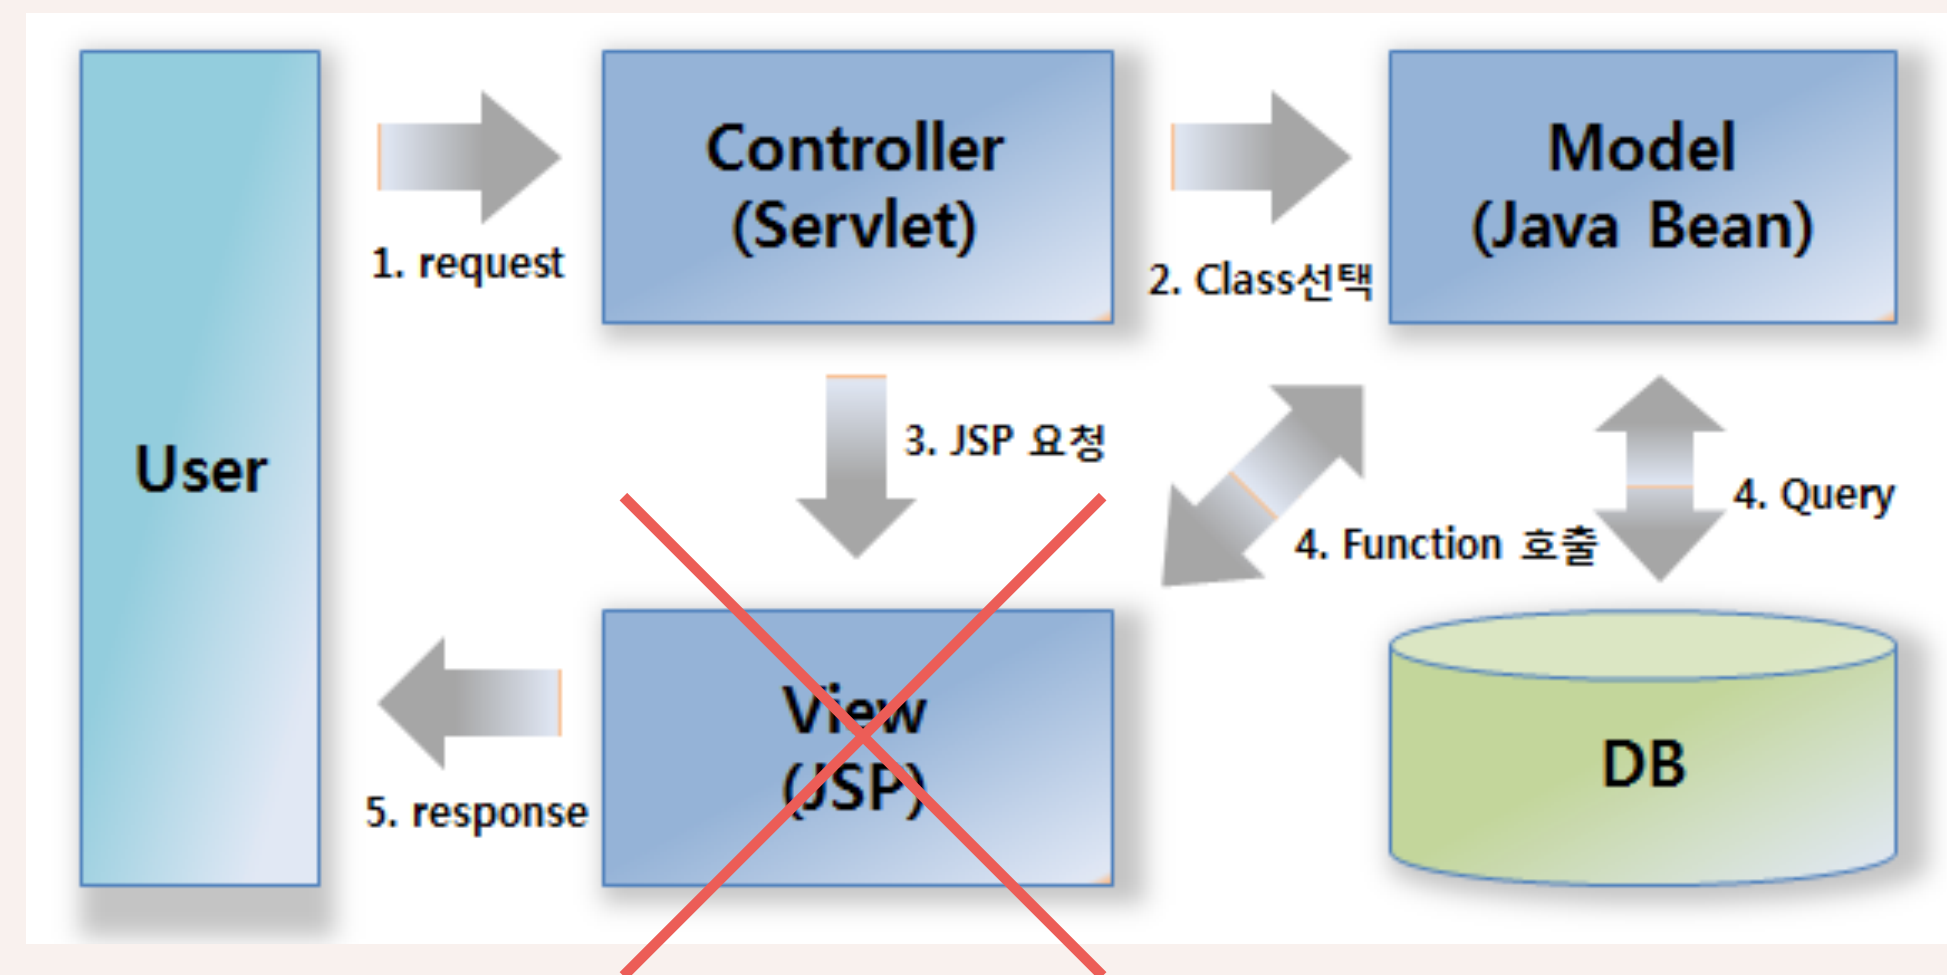 User
1. request
Controller
(Servlet)
2. Class선택
Model
(Java Bean)
3. JSP 요청
4. Function 호출
4. Query
View
(JSP)
5. response
DB